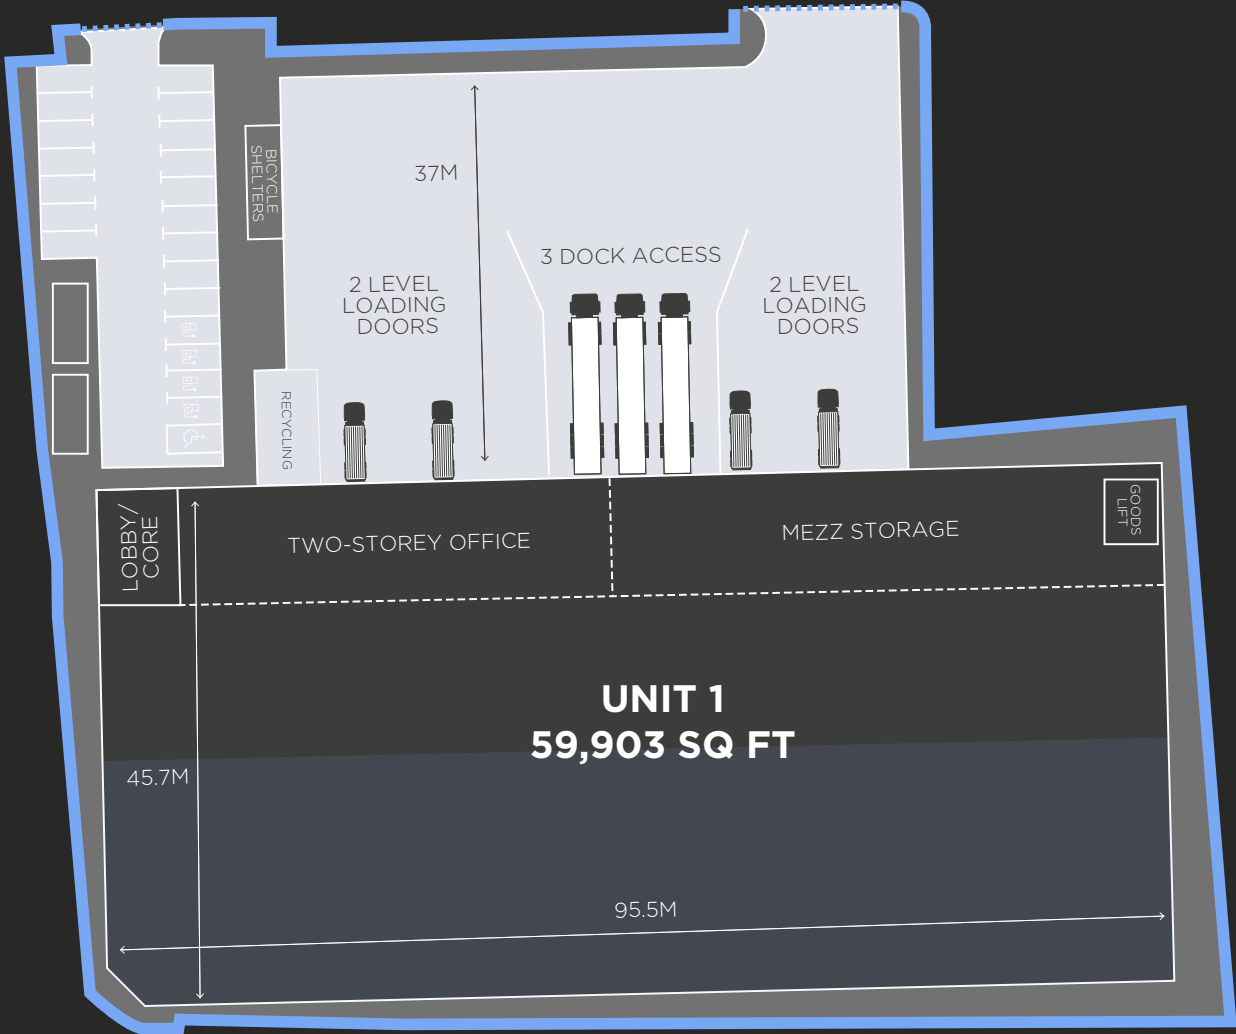 37M
BICYCLE
SHELTERS
3 DOCK ACCESS
2 LEVEL
LOADING
DOORS
2 LEVEL
LOADING
DOORS
RECYCLING
LOBBY/
CORE
TWO-STOREY OFFICE
MEZZ STORAGE
GOODS
LIFT
UNIT 1
59,903 SQ FT
45.7M
95.5M